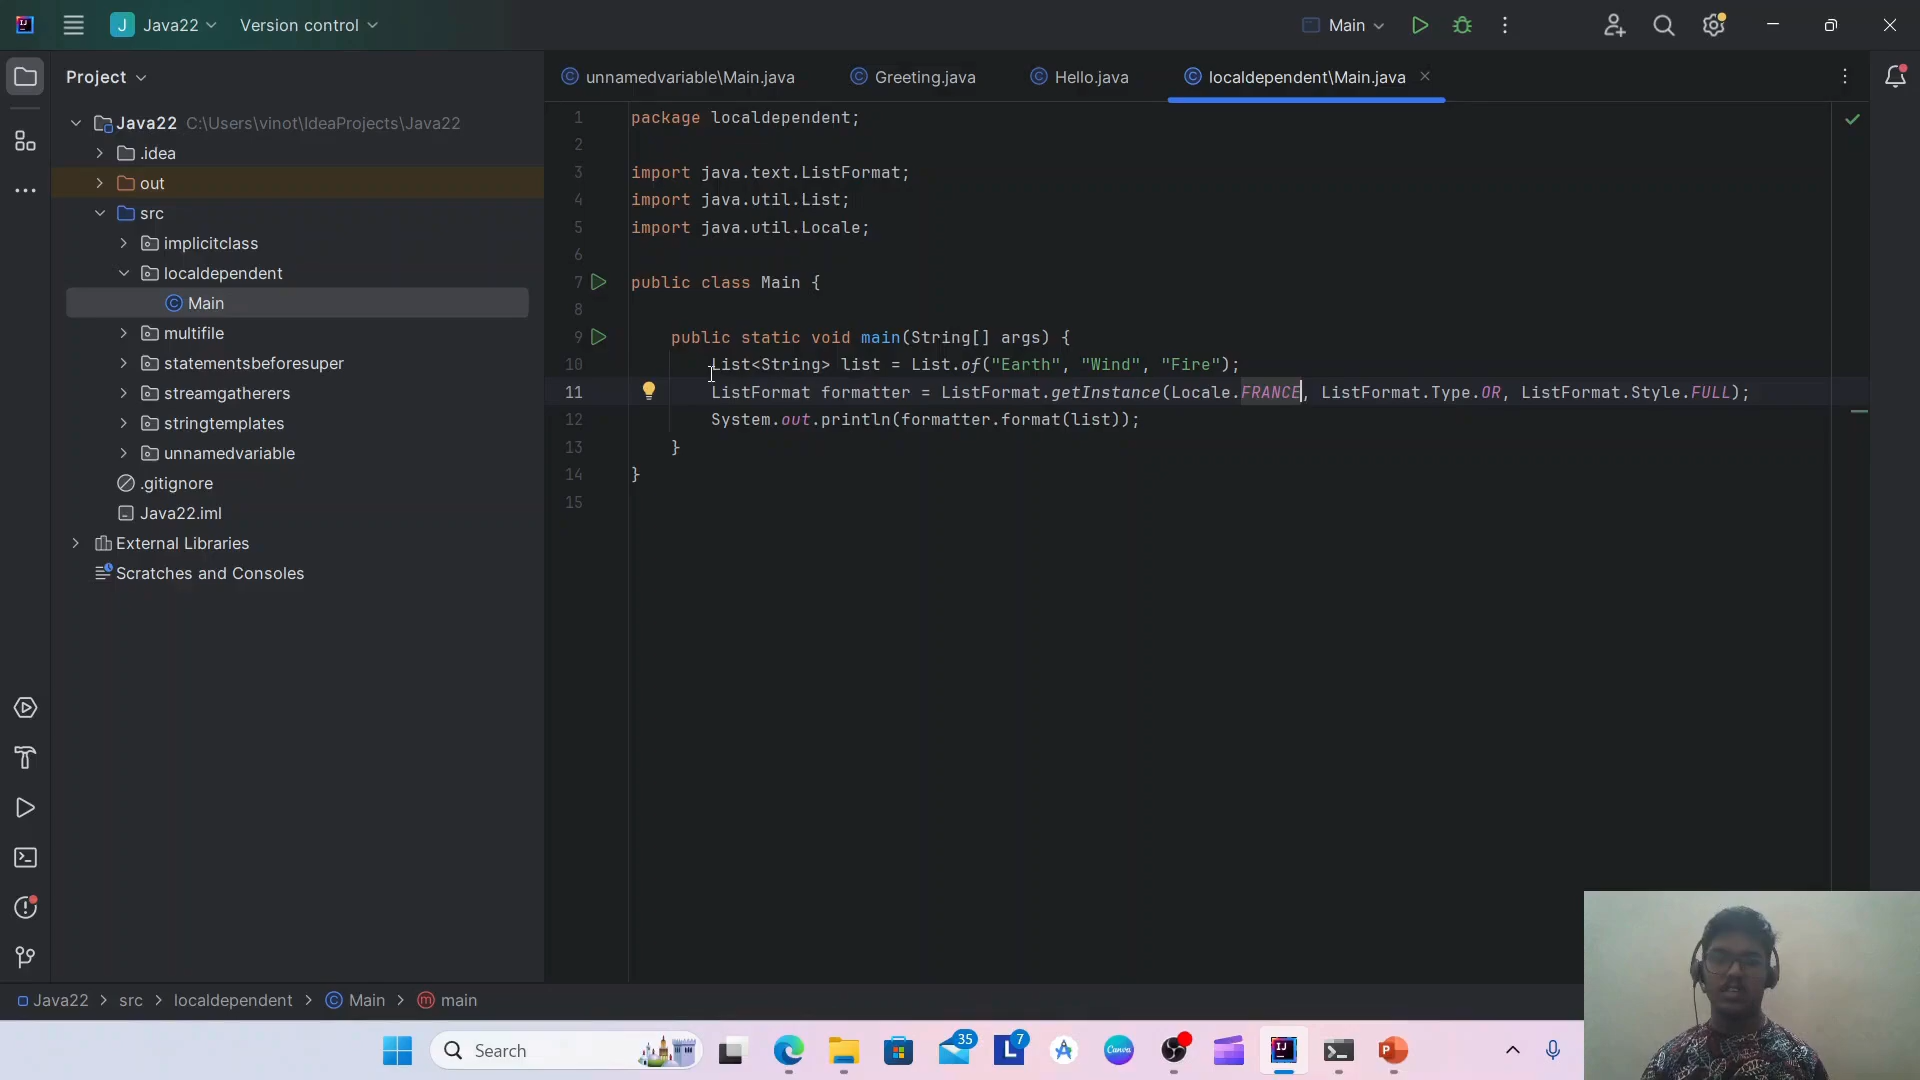 Java22
Version control
Main
Project
unnamedvariable\Main.java
Greeting.java
Hello.java
localdependent\Main.java
Java22 C:\Users\vinot\IdeaProjects\Java22
.idea
out
src
implicitclass
localdependent
Main
multifile
statementsbeforesuper
streamgatherers
stringtemplates
unnamedvariable
.gitignore
Java22.iml
External Libraries
Scratches and Consoles
1 package localdependent;
2
3 import java.text.ListFormat;
4 import java.util.List;
5 import java.util.Locale;
6
7 public class Main {
8
9 public static void main(String[] args) {
10 List<String> list = List.of("Earth", "Wind", "Fire");
11 ListFormat formatter = ListFormat.getInstance(Locale.FRANCE, ListFormat.Type.OR, ListFormat.Style.FULL);
12 System.out.println(formatter.format(list));
13 }
14 }
15
Java22 > src > localdependent > Main > main
Search
35
7